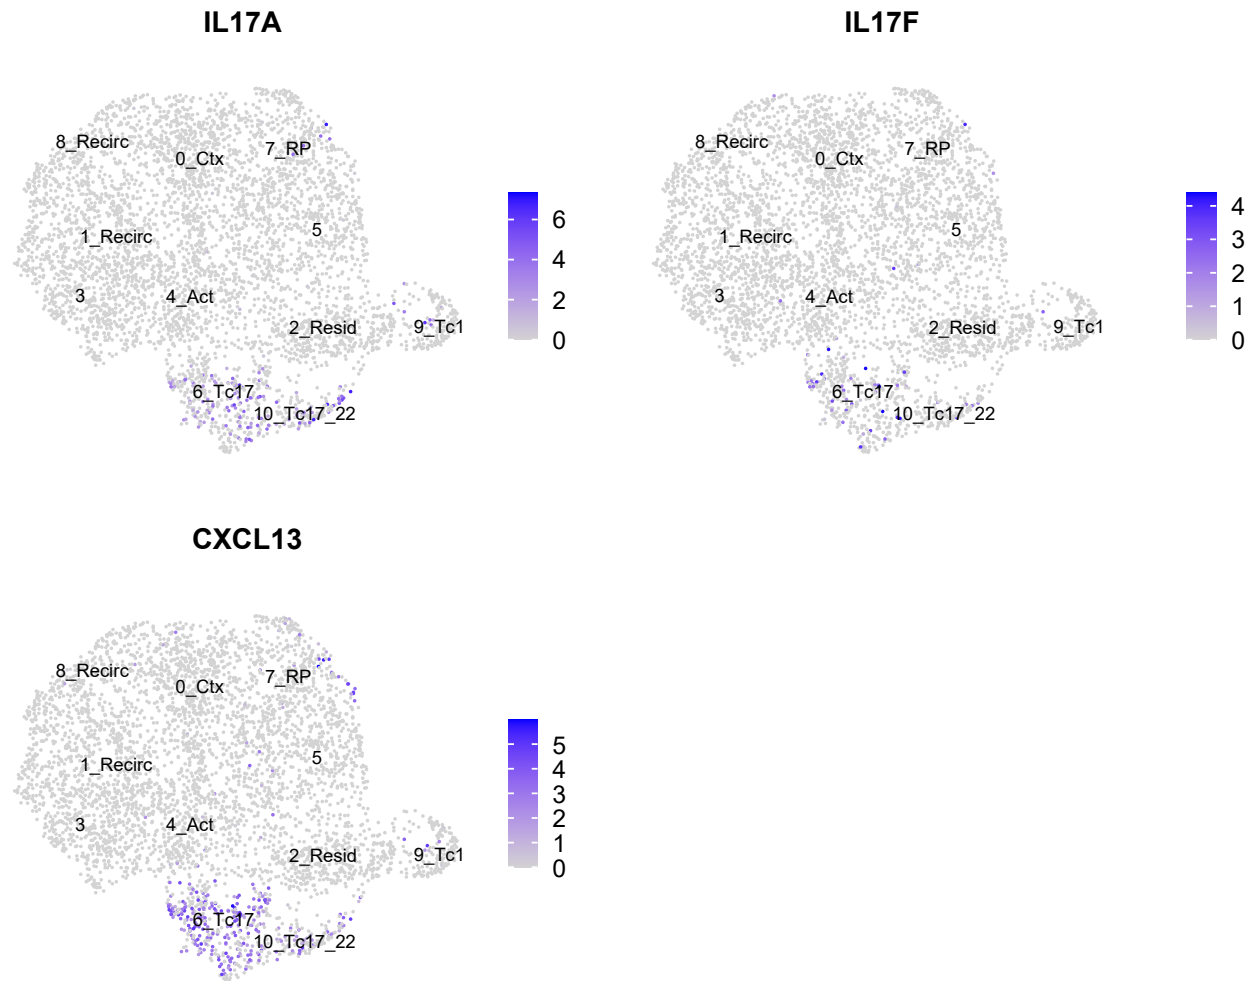 IL17A
8_Recirc
0_Ctx
7_RP
1_Recirc
5
3
4_Act
2_Resid
9_Tc1
6_Tc17
10_Tc17_22
6
4
2
0
IL17F
8_Recirc
0_Ctx
7_RP
1_Recirc
5
3
4_Act
2_Resid
9_Tc1
6_Tc17
10_Tc17_22
4
3
2
1
0
CXCL13
8_Recirc
0_Ctx
7_RP
1_Recirc
5
3
4_Act
2_Resid
9_Tc1
6_Tc17
10_Tc17_22
5
4
3
2
1
0